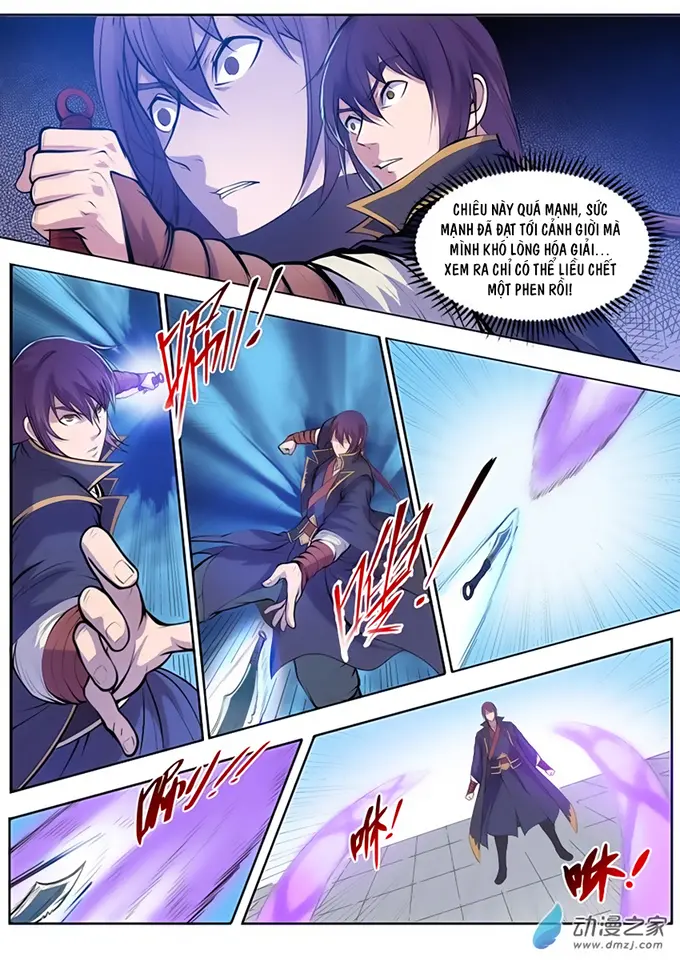 CHIÊU NÀY QUÁ MẠNH, SỨC
MẠNH ĐÃ ĐẠT TỚI CẢNH GIỜI MÀ
MÌNH KHÓ LÒNG HÓA GIẢI...
XEM RA CHỈ CÓ THỂ LIỀU CHẾT
MỘT PHEN RỒI!
咻!
咻!
动漫之家
www.dmzj.com